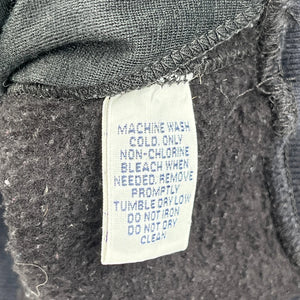 MACHINE WASH
COLD. ONLY
NON-CHLORINE
BLEACH WHEN
NEEDED. REMOVE
PROMPTLY
TUMBLE DRY LOW
DO NOT IRON
DO NOT DRY
CLEAN